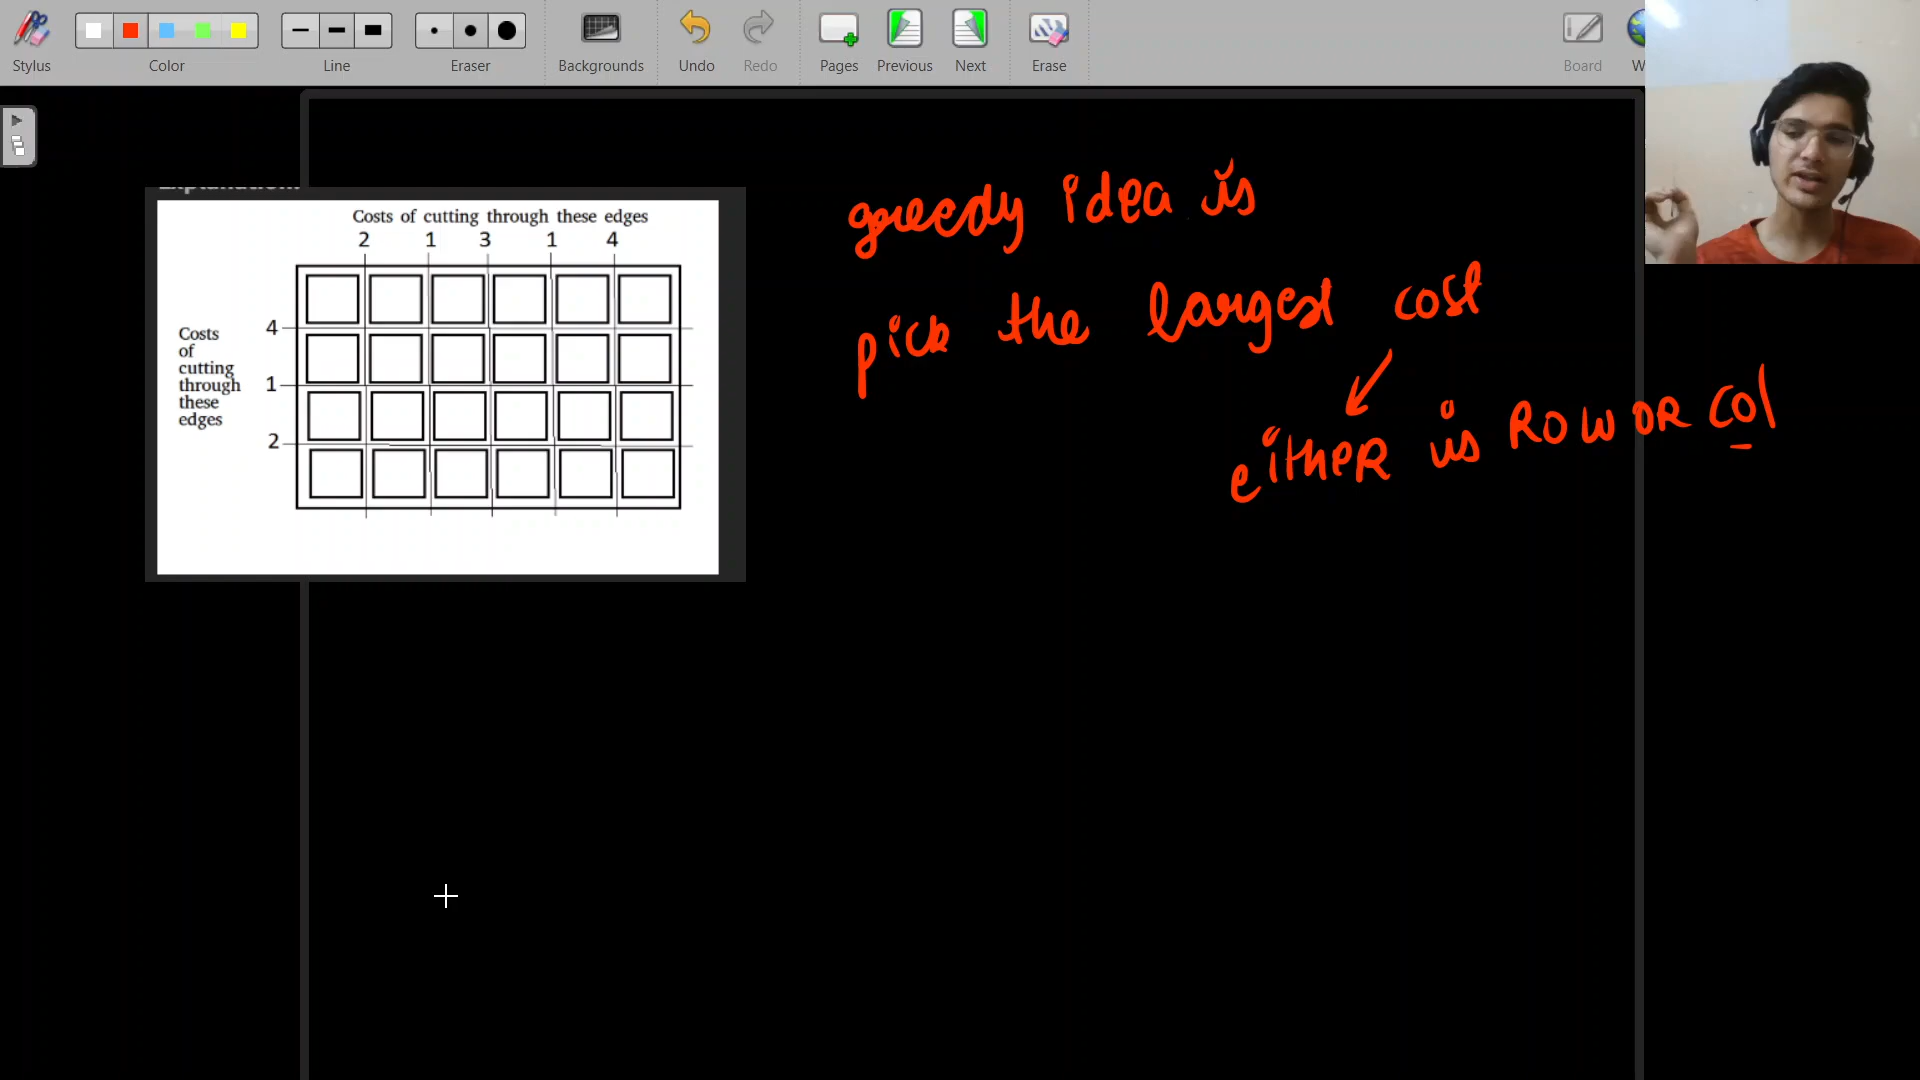 Stylus
Color
Line
Eraser
Backgrounds
Undo
Redo
Pages
Previous
Next
Erase
Board
W
Explanation:
Costs of cutting through these edges
2 1 3 1 4
4
Costs
of
cutting
through
these
edges
1
2
greedy idea is
pick the largest cost
either is ROW OR COl